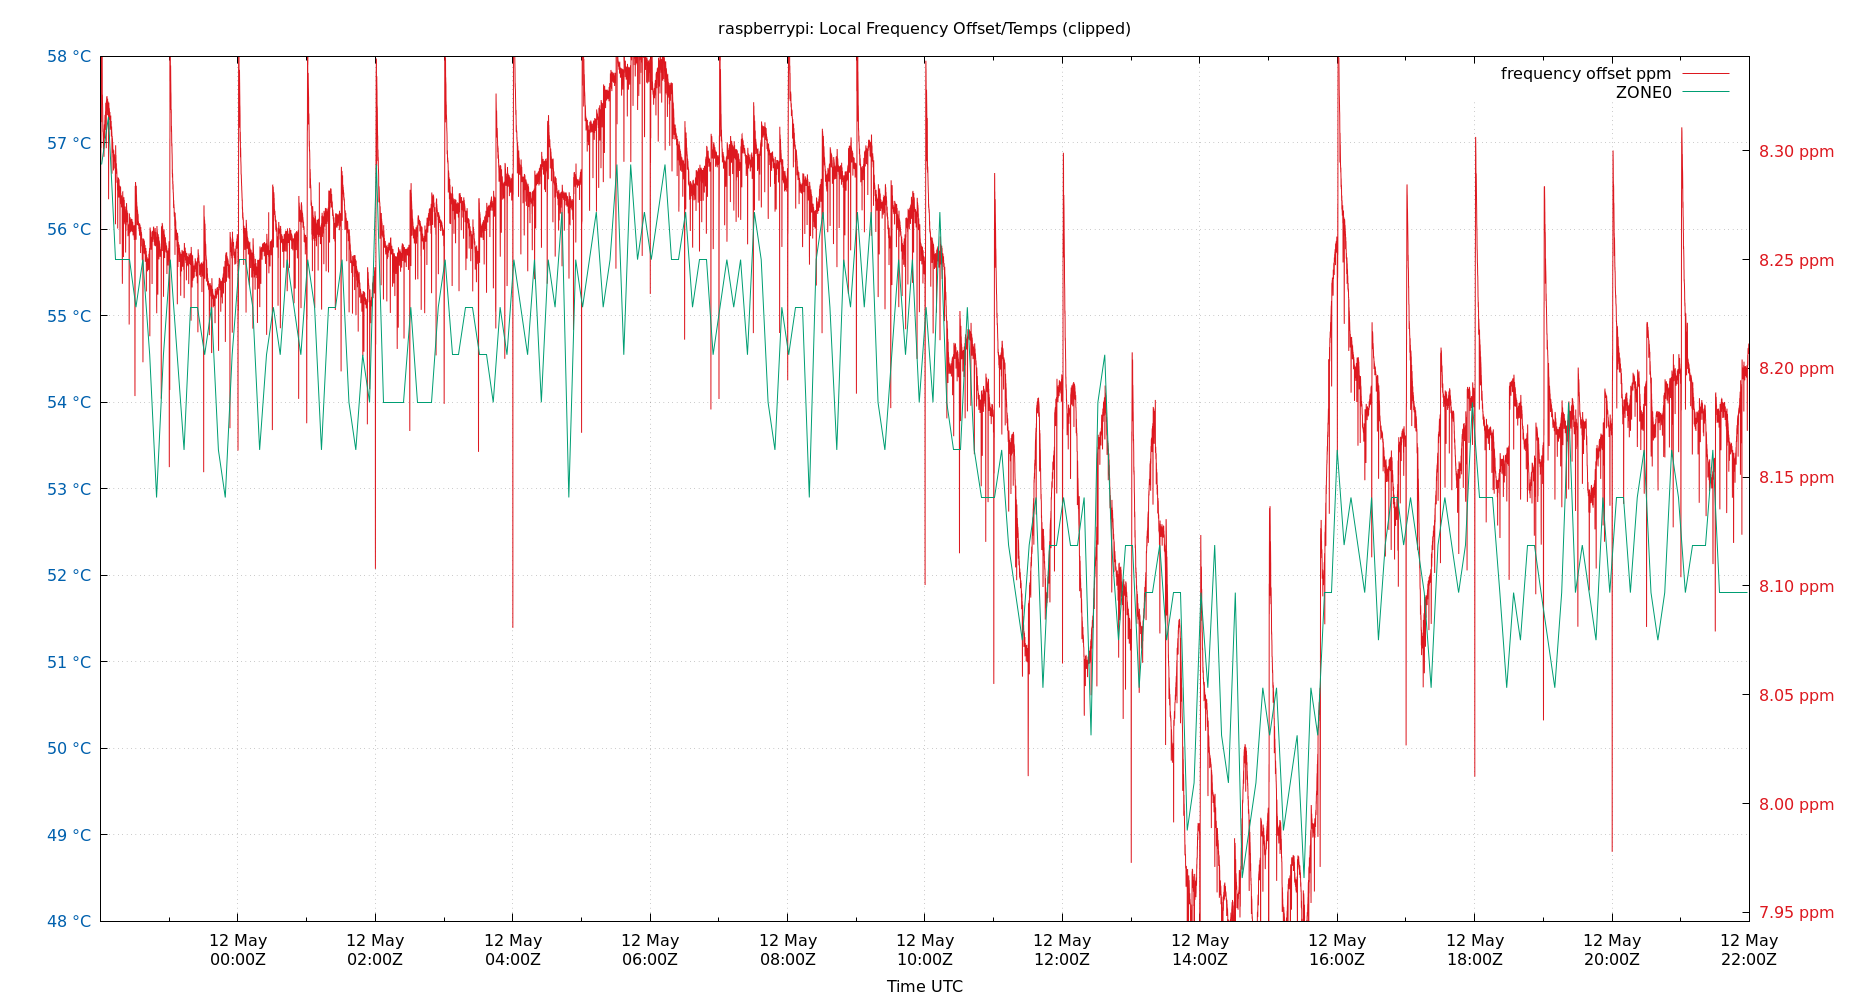 raspberrypi: Local Frequency Offset/Temps (clipped)
frequency offset ppm
ZONE0
58 °C
57 °C
56 °C
55 °C
54 °C
53 °C
52 °C
51 °C
50 °C
49 °C
48 °C
8.30 ppm
8.25 ppm
8.20 ppm
8.15 ppm
8.10 ppm
8.05 ppm
8.00 ppm
7.95 ppm
12 May 12 May 12 May 12 May 12 May 12 May 12 May 12 May 12 May 12 May 12 May 12 May
00:00Z 02:00Z 04:00Z 06:00Z 08:00Z 10:00Z 12:00Z 14:00Z 16:00Z 18:00Z 20:00Z 22:00Z
Time UTC